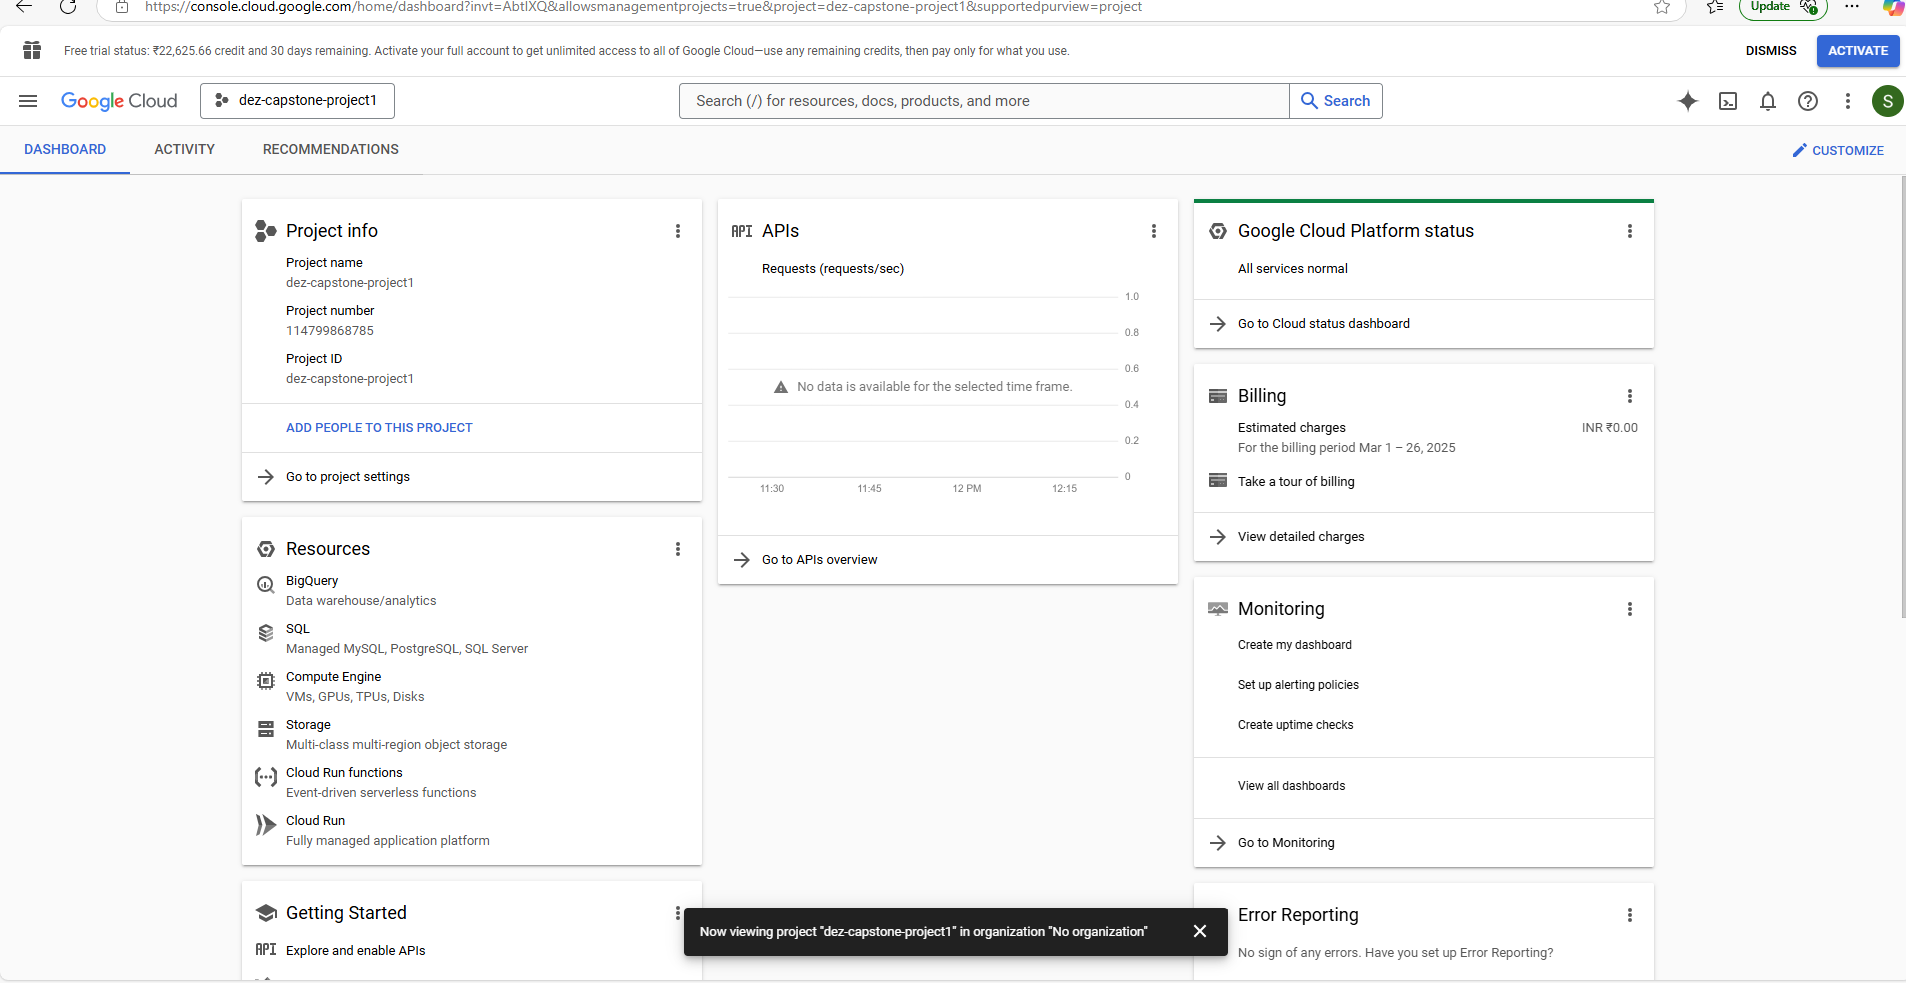 https://console.cloud.google.com/home/dashboard?invt=AbtIXQ&allowsmanagementprojects=true&project=dez-capstone-project1&supportedpurview=project
Update
Free trial status: ₹22,625.66 credit and 30 days remaining. Activate your full account to get unlimited access to all of Google Cloud—use any remaining credits, then pay only for what you use.
DISMISS
ACTIVATE
Google Cloud
dez-capstone-project1
Search (/) for resources, docs, products, and more
Search
S
DASHBOARD
ACTIVITY
RECOMMENDATIONS
CUSTOMIZE
Project info
Project name
dez-capstone-project1
Project number
114799868785
Project ID
dez-capstone-project1
ADD PEOPLE TO THIS PROJECT
Go to project settings
Resources
BigQuery
Data warehouse/analytics
SQL
Managed MySQL, PostgreSQL, SQL Server
Compute Engine
VMs, GPUs, TPUs, Disks
Storage
Multi-class multi-region object storage
Cloud Run functions
Event-driven serverless functions
Cloud Run
Fully managed application platform
Getting Started
API
Explore and enable APIs
API
APIs
Requests (requests/sec)
1.0
0.8
0.6
No data is available for the selected time frame.
0.4
0.2
0
11:30
11:45
12 PM
12:15
Go to APIs overview
Google Cloud Platform status
All services normal
Go to Cloud status dashboard
Billing
Estimated charges
INR ₹0.00
For the billing period Mar 1 – 26, 2025
Take a tour of billing
View detailed charges
Monitoring
Create my dashboard
Set up alerting policies
Create uptime checks
View all dashboards
Go to Monitoring
Error Reporting
No sign of any errors. Have you set up Error Reporting?
Now viewing project "dez-capstone-project1" in organization "No organization"